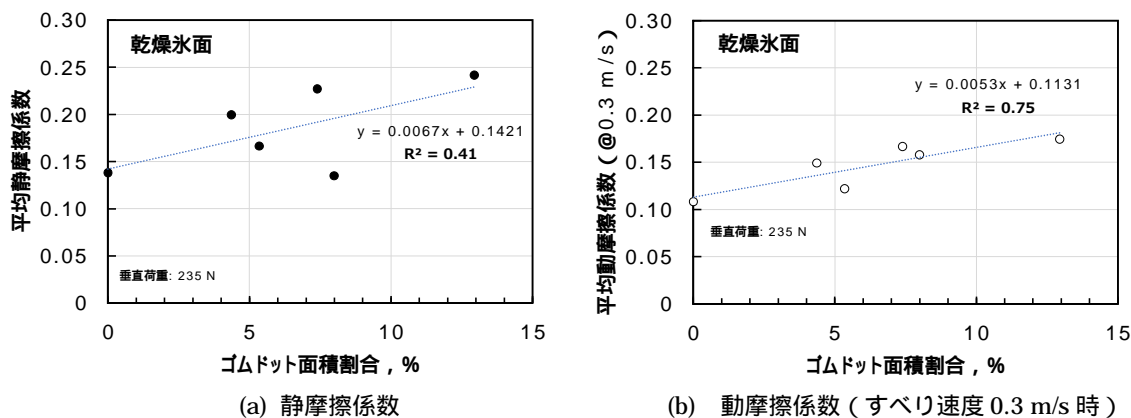 0.30
0.25
0.20
0.15
0.10
0.05
0
平均静摩擦係数
乾燥氷面
y = 0.0067x + 0.1421
R² = 0.41
垂直荷重: 235 N
0 5 10 15
ゴムドット面積割合 , %
(a) 静摩擦係数
0.30
0.25
0.20
0.15
0.10
0.05
0.00
平均動摩擦係数 ( @0.3 m/s )
乾燥氷面
y = 0.0053x + 0.1131
R² = 0.75
垂直荷重: 235 N
0 5 10 15
ゴムドット面積割合 , %
(b) 動摩擦係数 ( すべり速度 0.3 m/s 時 )